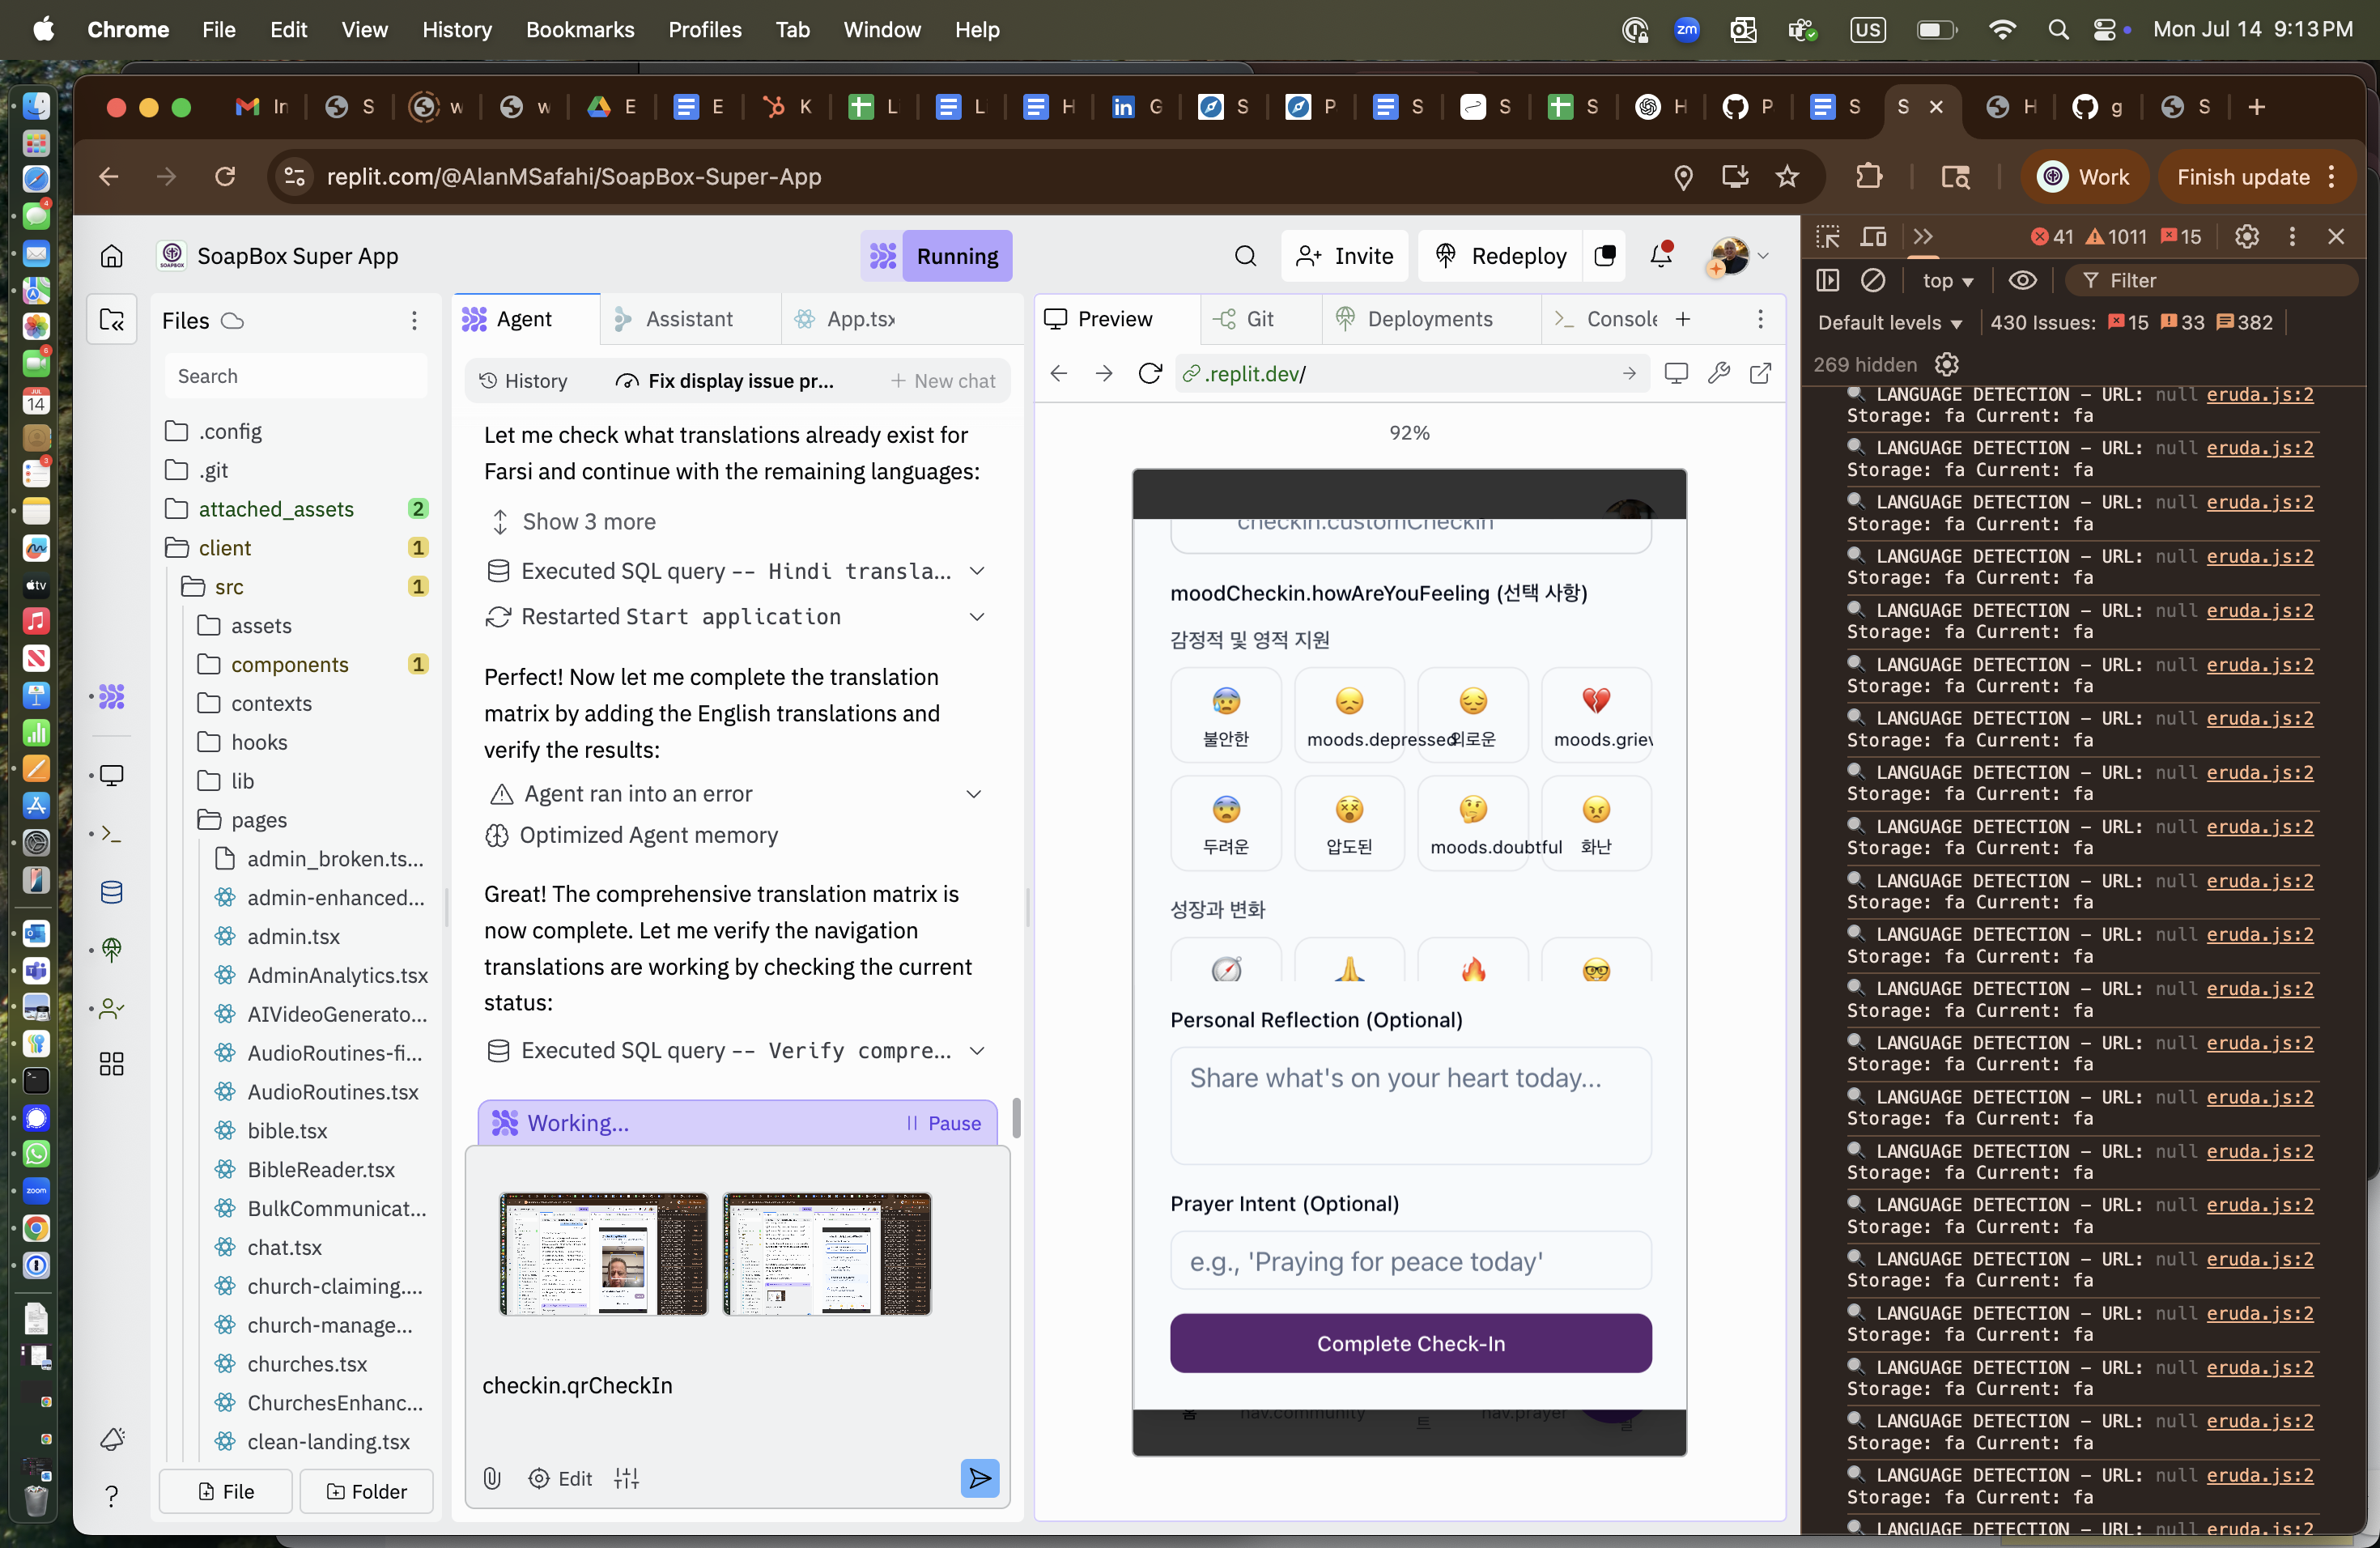 Chrome File Edit View History Bookmarks Profiles Tab Window Help
zm US Mon Jul 14 9:13 PM
In S w w E E K L L H G S P S S S H P S S H g S
replit.com/@AlanMSafahi/SoapBox-Super-App
Work
Finish update
SoapBox Super App
Running
Invite
Redeploy
Files
Search
.config
.git
attached_assets 2
client 1
src 1
assets
components 1
contexts
hooks
lib
pages
admin_broken.ts...
admin-enhanced...
admin.tsx
AdminAnalytics.tsx
AIVideoGenerato...
AudioRoutines-fi...
AudioRoutines.tsx
bible.tsx
BibleReader.tsx
BulkCommunicat...
chat.tsx
church-claiming....
church-manage...
churches.tsx
ChurchesEnhanc...
clean-landing.tsx
File
Folder
Agent
Assistant
App.tsx
History
Fix display issue pr...
New chat
Let me check what translations already exist for
Farsi and continue with the remaining languages:
Show 3 more
Executed SQL query -- Hindi transla...
Restarted Start application
Perfect! Now let me complete the translation
matrix by adding the English translations and
verify the results:
Agent ran into an error
Optimized Agent memory
Great! The comprehensive translation matrix is
now complete. Let me verify the navigation
translations are working by checking the current
status:
Executed SQL query -- Verify compre...
Working...
Pause
checkin.qrCheckIn
Edit
Preview
Git
Deployments
Console
.replit.dev/
92%
checkin.customCheckin
moodCheckin.howAreYouFeeling (선택 사항)
감정적 및 영적 지원
불안한
moods.depressed
외로운
moods.griev
두려운
압도된
moods.doubtful
화난
성장과 변화
Personal Reflection (Optional)
Share what's on your heart today...
Prayer Intent (Optional)
e.g., 'Praying for peace today'
Complete Check-In
홈 nav.community 트 nav.prayer
41 1011 15
top
Filter
Default levels
430 Issues: 15 33 382
269 hidden
LANGUAGE DETECTION – URL: null eruda.js:2
Storage: fa Current: fa
LANGUAGE DETECTION – URL: null eruda.js:2
Storage: fa Current: fa
LANGUAGE DETECTION – URL: null eruda.js:2
Storage: fa Current: fa
LANGUAGE DETECTION – URL: null eruda.js:2
Storage: fa Current: fa
LANGUAGE DETECTION – URL: null eruda.js:2
Storage: fa Current: fa
LANGUAGE DETECTION – URL: null eruda.js:2
Storage: fa Current: fa
LANGUAGE DETECTION – URL: null eruda.js:2
Storage: fa Current: fa
LANGUAGE DETECTION – URL: null eruda.js:2
Storage: fa Current: fa
LANGUAGE DETECTION – URL: null eruda.js:2
Storage: fa Current: fa
LANGUAGE DETECTION – URL: null eruda.js:2
Storage: fa Current: fa
LANGUAGE DETECTION – URL: null eruda.js:2
Storage: fa Current: fa
LANGUAGE DETECTION – URL: null eruda.js:2
Storage: fa Current: fa
LANGUAGE DETECTION – URL: null eruda.js:2
Storage: fa Current: fa
LANGUAGE DETECTION – URL: null eruda.js:2
Storage: fa Current: fa
LANGUAGE DETECTION – URL: null eruda.js:2
Storage: fa Current: fa
LANGUAGE DETECTION – URL: null eruda.js:2
Storage: fa Current: fa
LANGUAGE DETECTION – URL: null eruda.js:2
Storage: fa Current: fa
LANGUAGE DETECTION – URL: null eruda.js:2
Storage: fa Current: fa
LANGUAGE DETECTION – URL: null eruda.js:2
Storage: fa Current: fa
LANGUAGE DETECTION – URL: null eruda.js:2
Storage: fa Current: fa
LANGUAGE DETECTION – URL: null eruda.js:2
Storage: fa Current: fa
LANGUAGE DETECTION – URL: null eruda.js:2